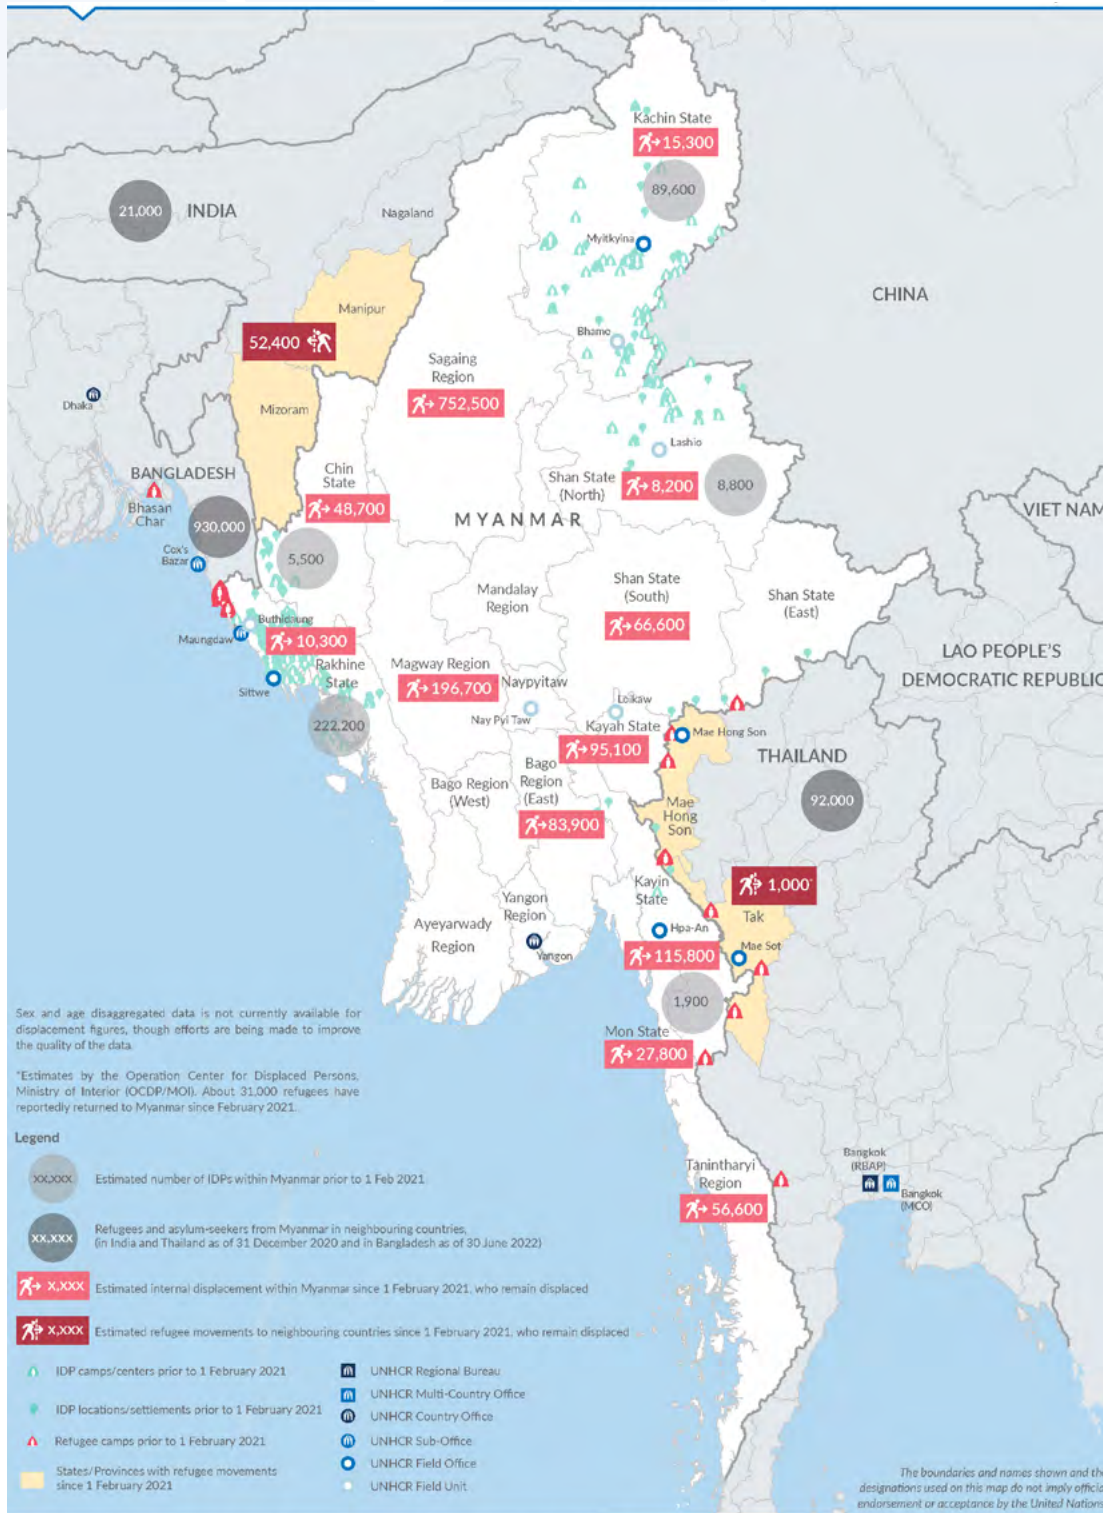 Kachin State
15,300
89,600
21,000
INDIA
Nagaland
Myitkyina
CHINA
Manipur
52,400
Bhamo
Sagaing
Region
752,500
Dhaka
Mizoram
Lashio
BANGLADESH
Chin
State
48,700
Shan State
(North)
8,200
8,800
Bhasan
Char
930,000
MYANMAR
VIET NAM
Cox's
Bazar
5,500
Mandalay
Region
Shan State
(South)
66,600
Shan State
(East)
Buthidaung
Maungdaw
10,300
Rakhine
State
Sittwe
222,200
Magway Region
196,700
Naypyitaw
Nay Pyi Taw
Loikaw
Kayah State
95,100
Mae Hong Son
LAO PEOPLE'S
DEMOCRATIC REPUBLIC
THAILAND
92,000
Bago Region
(West)
Bago
Region
(East)
83,900
Mae
Hong
Son
Kayin
State
1,000*
Tak
Ayeyarwady
Region
Yangon
Region
Yangon
Hpa-An
115,800
Mae Sot
1,900
Mon State
27,800
Tanintharyi
Region
56,600
Bangkok
(RBAP)
Bangkok
(MCO)
Sex and age disaggregated data is not currently available for
displacement figures, though efforts are being made to improve
the quality of the data.
*Estimates by the Operation Center for Displaced Persons,
Ministry of Interior (OCDP/MOI). About 31,000 refugees have
reportedly returned to Myanmar since February 2021.
Legend
xx,xxx
Estimated number of IDPs within Myanmar prior to 1 Feb 2021
xx,xxx
Refugees and asylum-seekers from Myanmar in neighbouring countries,
(in India and Thailand as of 31 December 2020 and in Bangladesh as of 30 June 2022)
x,xxx
Estimated internal displacement within Myanmar since 1 February 2021, who remain displaced
x,xxx
Estimated refugee movements to neighbouring countries since 1 February 2021, who remain displaced
IDP camps/centers prior to 1 February 2021
IDP locations/settlements prior to 1 February 2021
Refugee camps prior to 1 February 2021
States/Provinces with refugee movements
since 1 February 2021
UNHCR Regional Bureau
UNHCR Multi-Country Office
UNHCR Country Office
UNHCR Sub-Office
UNHCR Field Office
UNHCR Field Unit
The boundaries and names shown and the
designations used on this map do not imply official
endorsement or acceptance by the United Nations.